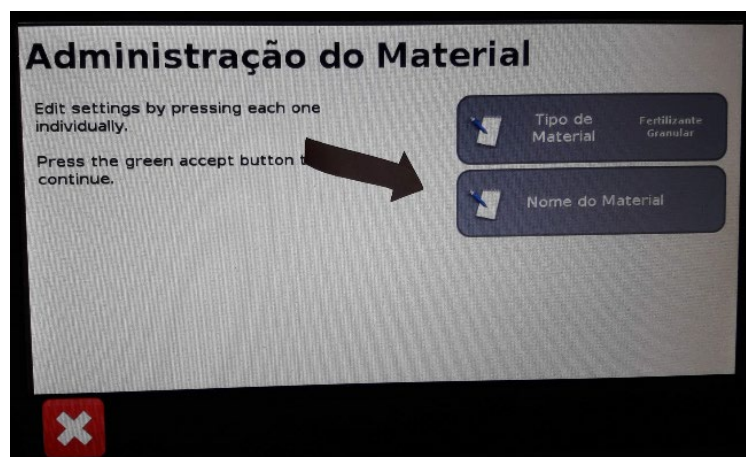 Administração do Material
Edit settings by pressing each one
individually.
Press the green accept button
continue.
Tipo de
Material
Fertilizante
Granular
Nome do Material